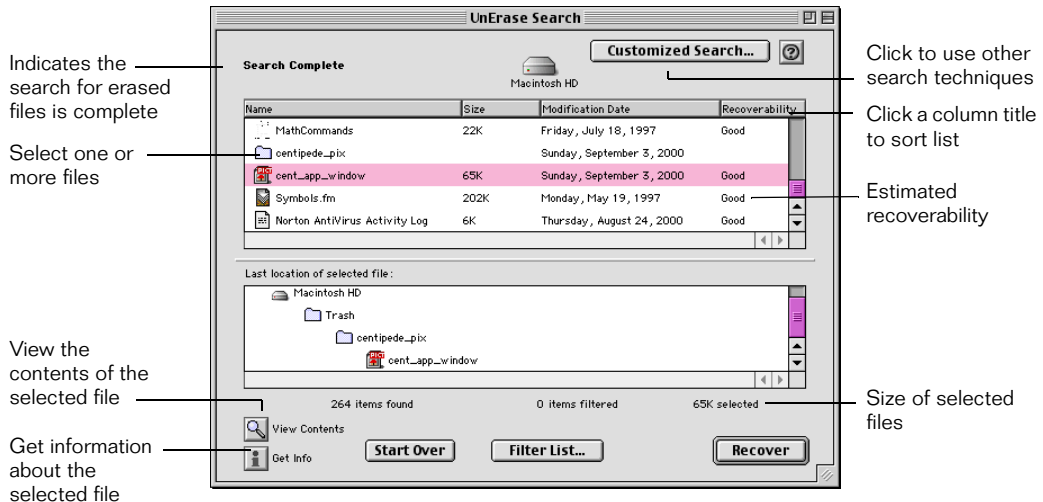 UnErase Search
Indicates the
search for erased
files is complete
Search Complete
Macintosh HD
Customized Search...
?
Click to use other
search techniques
Name Size Modification Date Recoverability
Click a column title
to sort list
MathCommands 22K Friday, July 18, 1997 Good
Select one or
more files
centipede_pix Sunday, September 3, 2000
cent_app_window 65K Sunday, September 3, 2000 Good
Symbols.fm 202K Monday, May 19, 1997 Good
Norton AntiVirus Activity Log 6K Thursday, August 24, 2000 Good
Estimated
recoverability
Last location of selected file:
Macintosh HD
Trash
centipede_pix
cent_app_window
View the
contents of the
selected file
264 items found 0 items filtered 65K selected
Size of selected
files
View Contents
Get information
about the
selected file
Get Info
Start Over
Filter List...
Recover